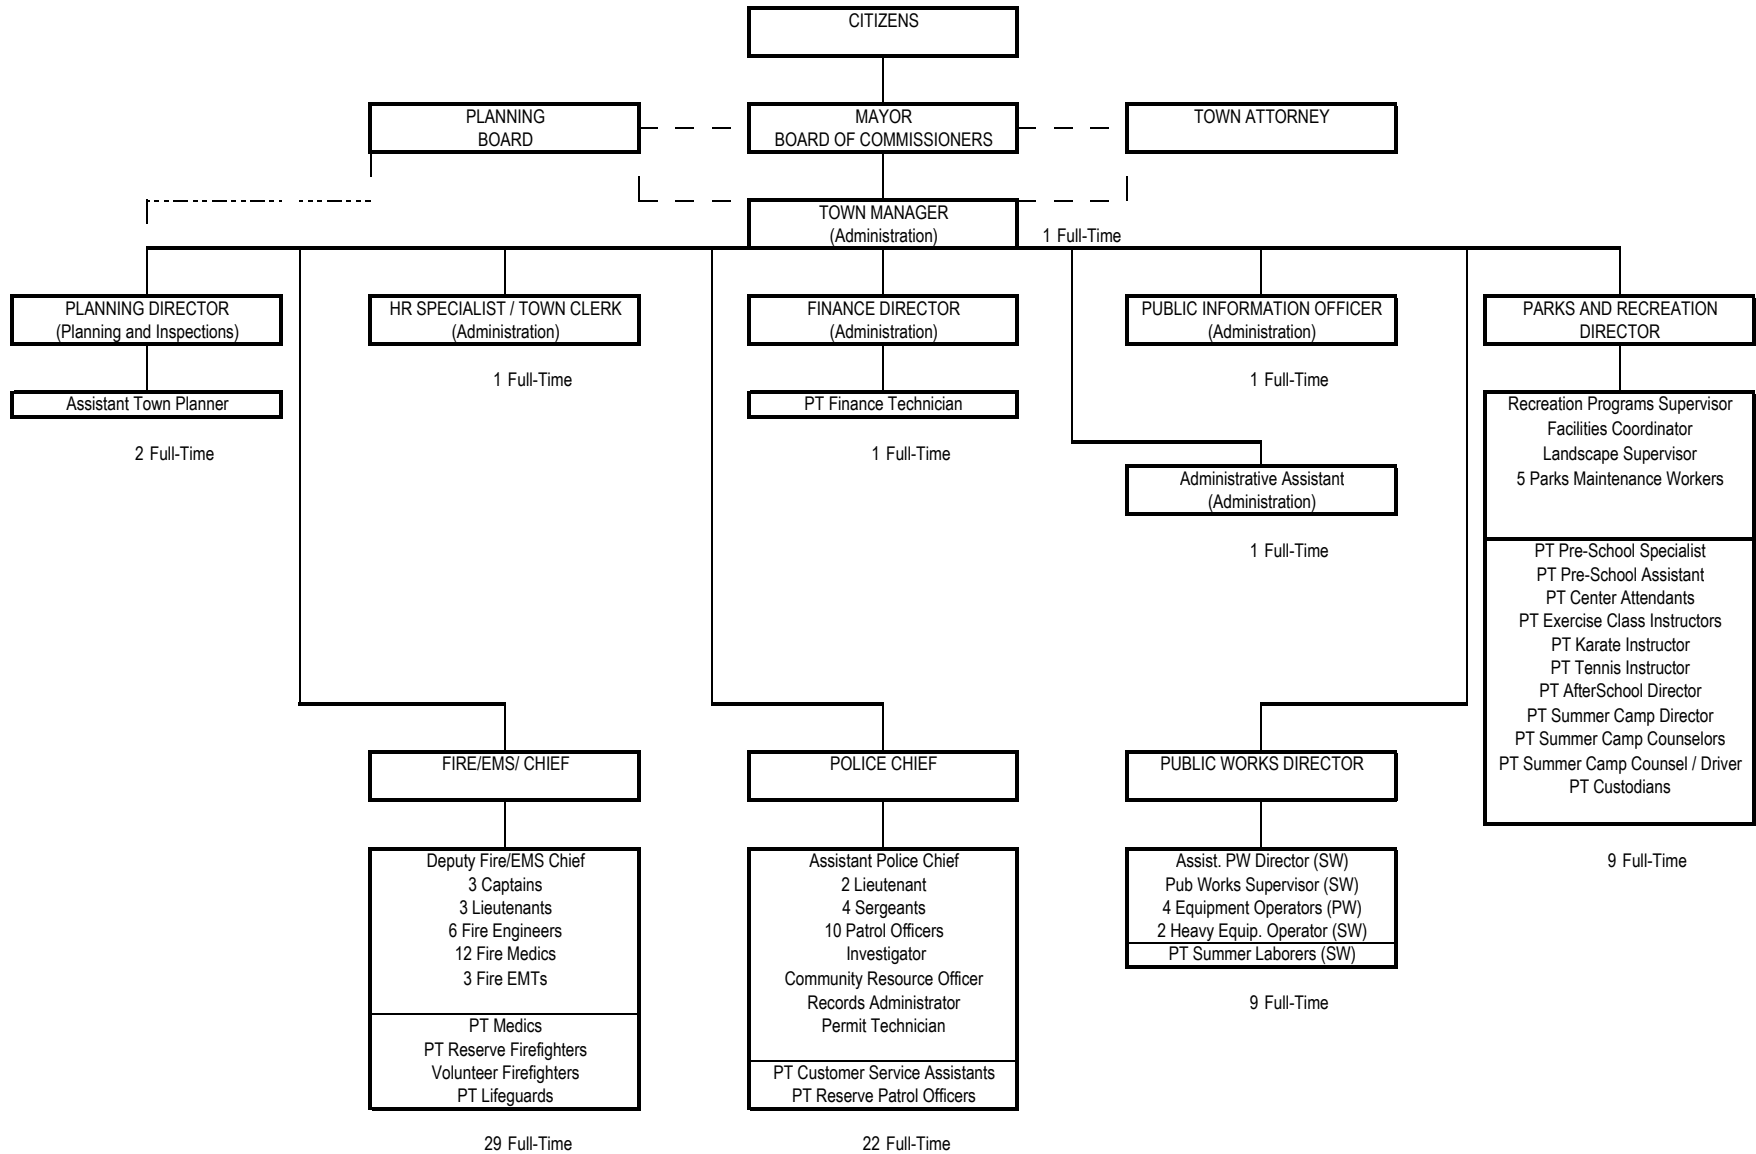 CITIZENS
PLANNING
BOARD
MAYOR
BOARD OF COMMISSIONERS
TOWN ATTORNEY
TOWN MANAGER
(Administration)
1 Full-Time
PLANNING DIRECTOR
(Planning and Inspections)
HR SPECIALIST / TOWN CLERK
(Administration)
FINANCE DIRECTOR
(Administration)
PUBLIC INFORMATION OFFICER
(Administration)
PARKS AND RECREATION
DIRECTOR
1 Full-Time
1 Full-Time
Assistant Town Planner
2 Full-Time
PT Finance Technician
1 Full-Time
Administrative Assistant
(Administration)
1 Full-Time
Recreation Programs Supervisor
Facilities Coordinator
Landscape Supervisor
5 Parks Maintenance Workers
PT Pre-School Specialist
PT Pre-School Assistant
PT Center Attendants
PT Exercise Class Instructors
PT Karate Instructor
PT Tennis Instructor
PT AfterSchool Director
PT Summer Camp Director
PT Summer Camp Counselors
PT Summer Camp Counsel / Driver
PT Custodians
9 Full-Time
FIRE/EMS/ CHIEF
Deputy Fire/EMS Chief
3 Captains
3 Lieutenants
6 Fire Engineers
12 Fire Medics
3 Fire EMTs
PT Medics
PT Reserve Firefighters
Volunteer Firefighters
PT Lifeguards
29 Full-Time
POLICE CHIEF
Assistant Police Chief
2 Lieutenant
4 Sergeants
10 Patrol Officers
Investigator
Community Resource Officer
Records Administrator
Permit Technician
PT Customer Service Assistants
PT Reserve Patrol Officers
22 Full-Time
PUBLIC WORKS DIRECTOR
Assist. PW Director (SW)
Pub Works Supervisor (SW)
4 Equipment Operators (PW)
2 Heavy Equip. Operator (SW)
PT Summer Laborers (SW)
9 Full-Time